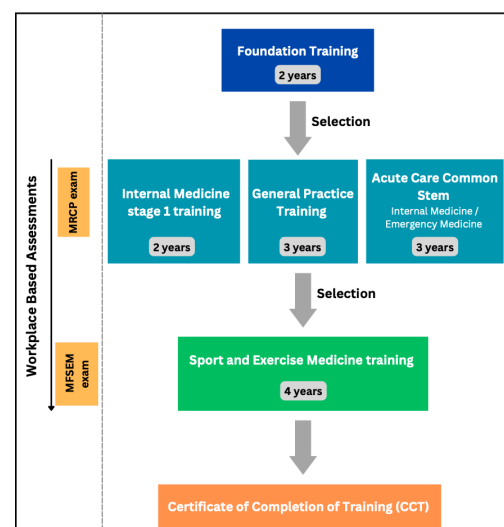 Foundation Training
2 years
Selection
Workplace Based Assessments
MRCP exam
Internal Medicine
stage 1 training
2 years
General Practice
Training
3 years
Acute Care Common
Stem
Internal Medicine /
Emergency Medicine
3 years
Selection
MFSEM
exam
Sport and Exercise Medicine training
4 years
Certificate of Completion of Training (CCT)